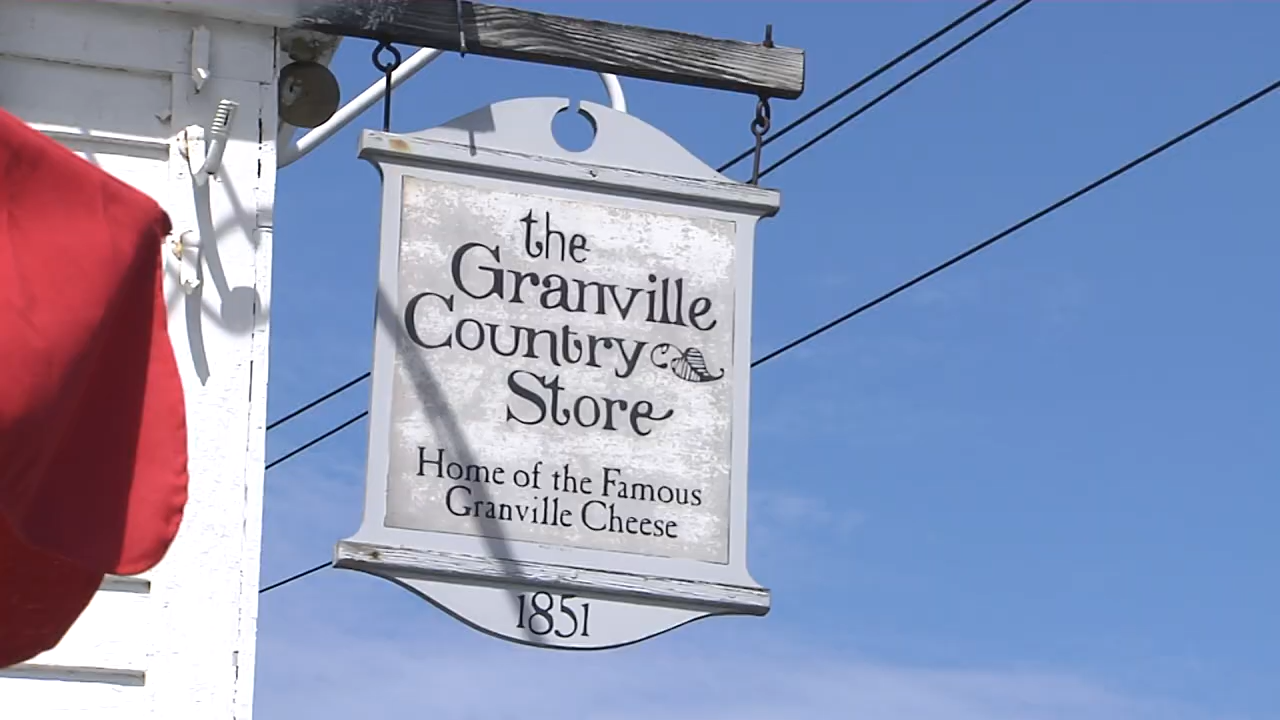 the
Granville
Country
Store
Home of the Famous
Granville Cheese
1851